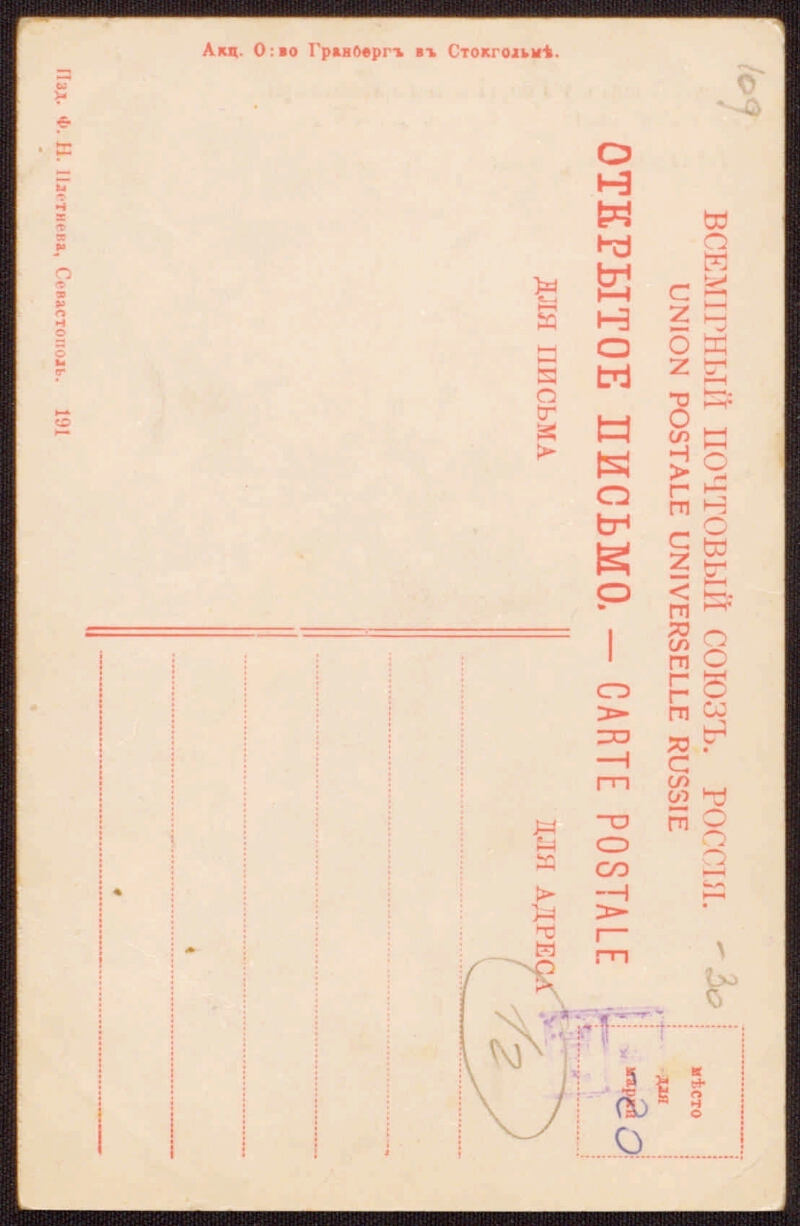 ВСЕМІРНЫЙ ПОЧТОВЫЙ СОЮЗЪ. РОССІЯ.
UNION POSTALE UNIVERSELLE RUSSIE
ОТКРЫТОЕ ПИСЬМО. — CARTE POSTALE
ДЛЯ ПИСЬМА
ДЛЯ АДРЕСА
мѣсто
для
марки
Акц. О:во Гранбергъ въ Стокгольмѣ.
Изд. Ф. Н. Плетнева, Севастополь. 191
109
-30
12
-20